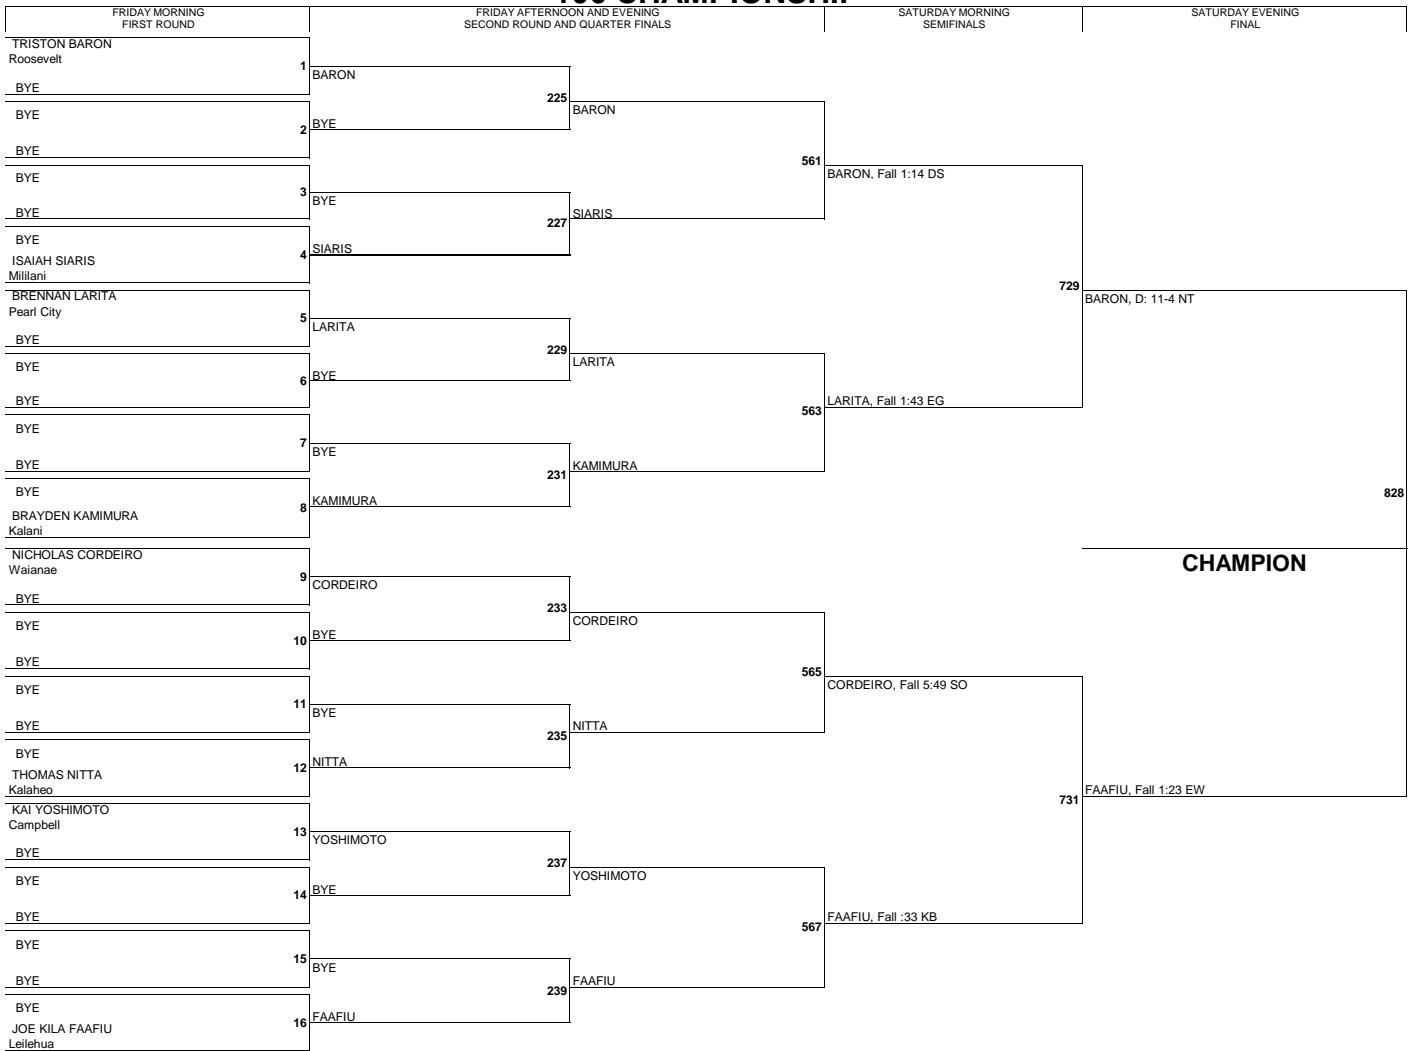 FRIDAY MORNING
FIRST ROUND
FRIDAY AFTERNOON AND EVENING
SECOND ROUND AND QUARTER FINALS
SATURDAY MORNING
SEMIFINALS
SATURDAY EVENING
FINAL
TRISTON BARON
Roosevelt
1
BYE
BARON
225
BARON
BYE
2
BYE
BYE
561
BARON, Fall 1:14 DS
BYE
3
BYE
BYE
227
SIARIS
BYE
4
SIARIS
ISAIAH SIARIS
Mililani
729
BARON, D: 11-4 NT
BRENNAN LARITA
Pearl City
5
LARITA
BYE
229
LARITA
BYE
6
BYE
BYE
563
LARITA, Fall 1:43 EG
BYE
7
BYE
BYE
231
KAMIMURA
BYE
8
KAMIMURA
BRAYDEN KAMIMURA
Kalani
828
CHAMPION
NICHOLAS CORDEIRO
Waianae
9
CORDEIRO
BYE
233
CORDEIRO
BYE
10
BYE
BYE
565
CORDEIRO, Fall 5:49 SO
BYE
11
BYE
BYE
235
NITTA
BYE
12
NITTA
THOMAS NITTA
Kalaheo
731
FAAFIU, Fall 1:23 EW
KAI YOSHIMOTO
Campbell
13
YOSHIMOTO
BYE
237
YOSHIMOTO
BYE
14
BYE
BYE
567
FAAFIU, Fall :33 KB
BYE
15
BYE
BYE
239
FAAFIU
BYE
16
FAAFIU
JOE KILA FAAFIU
Leilehua